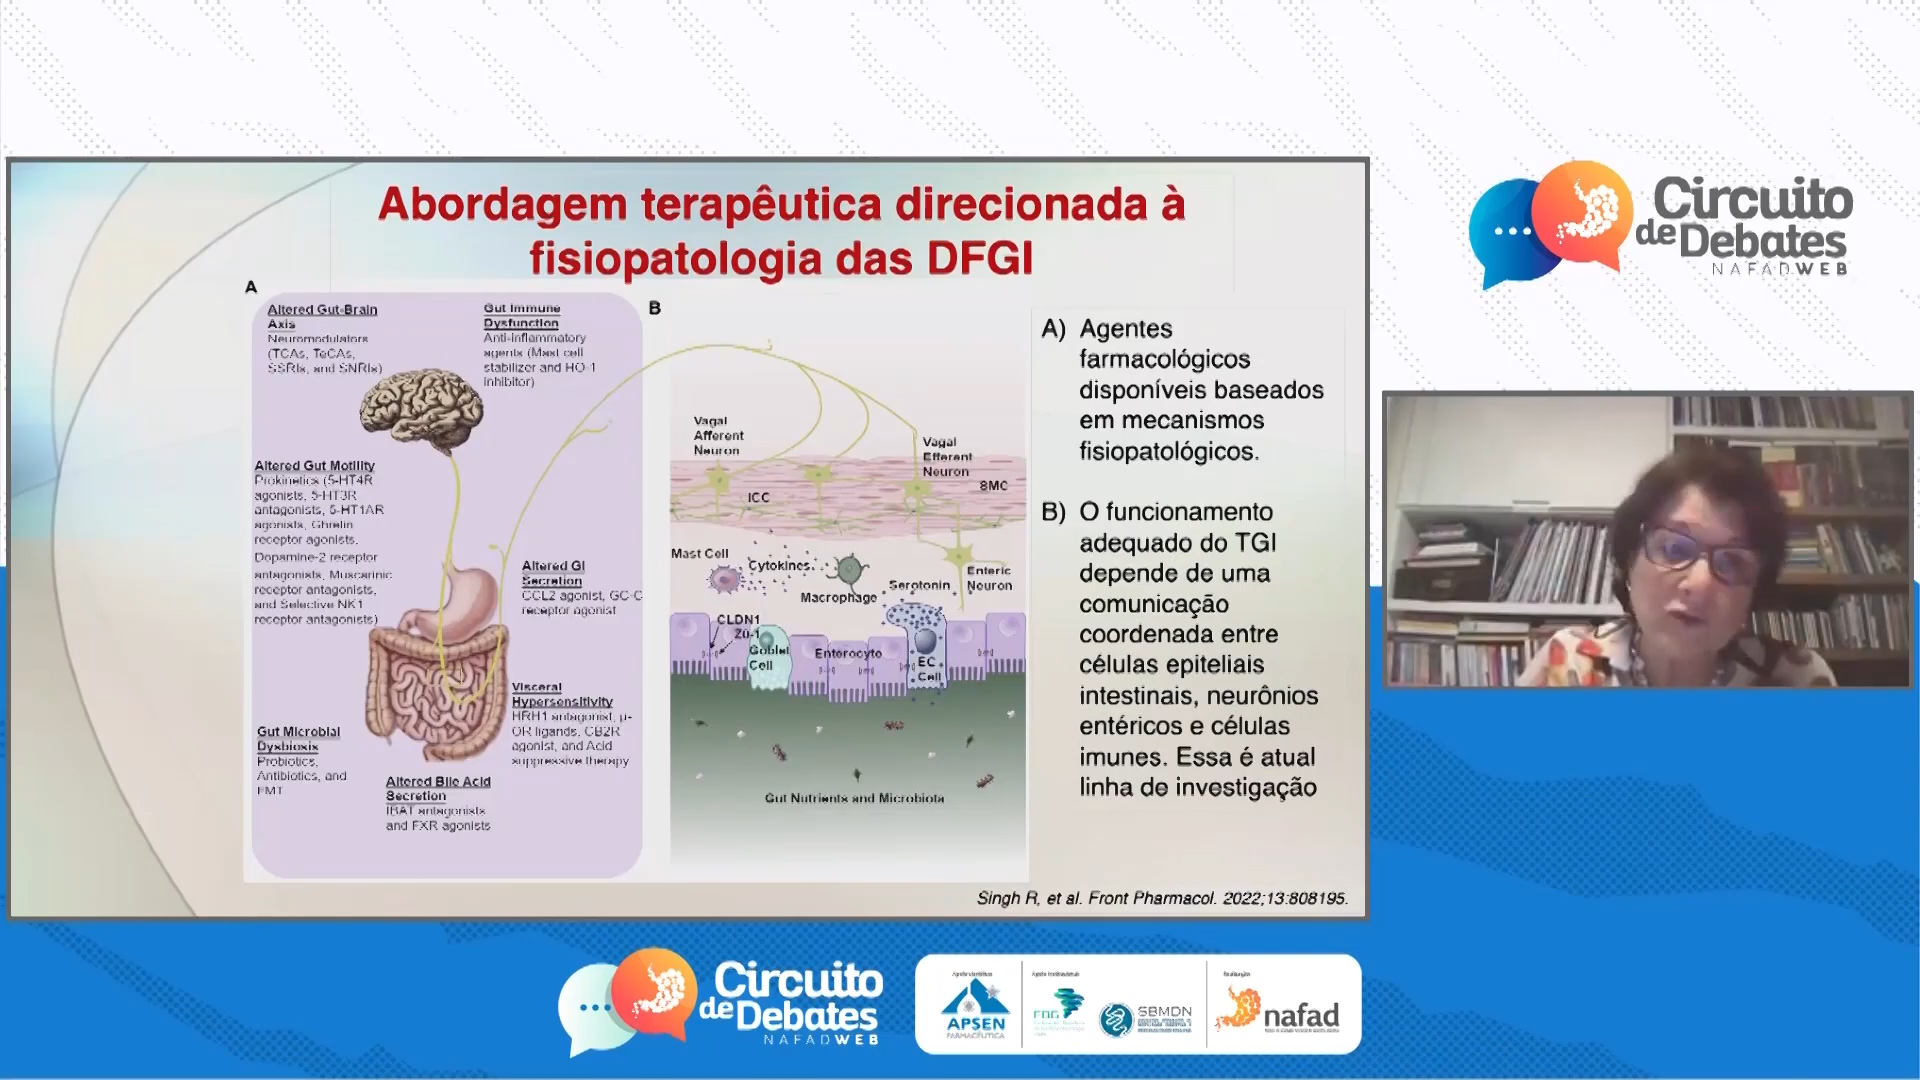 Abordagem terapêutica direcionada à
fisiopatologia das DFGI
A
Altered Gut-Brain
Axis
Neuromodulators
(TCAs, TeCAs,
SSRIs, and SNRIs)
Gut Immune
Dysfunction
Anti-inflammatory
agents (Mast cell
stabilizer and HO-1
inhibitor)
Altered Gut Motility
Prokinetics (5-HT4R
agonists, 5-HT3R
antagonists, 5-HT1AR
agonists, Ghrelin
receptor agonists,
Dopamine-2 receptor
antagonists, Muscarinic
receptor antagonists,
and Selective NK1
receptor antagonists)
Altered GI
Secretion
CCL2 agonist, GC-C
receptor agonist
Visceral
Hypersensitivity
HRH1 antagonist, μ-
OR ligands, CB2R
agonist, and Acid
suppressive therapy
Gut Microbial
Dysbiosis
Probiotics,
Antibiotics, and
FMT
Altered Bile Acid
Secretion
IBAT antagonists
and FXR agonists
B
Vagal
Afferent
Neuron
Vagal
Efferent
Neuron
SMC
ICC
Mast Cell
Cytokines
Macrophage
Serotonin
Enteric
Neuron
CLDN1
Z0-1
Goblet
Cell
Enterocyte
EC
Cell
Gut Nutrients and Microbiota
A) Agentes
farmacológicos
disponíveis baseados
em mecanismos
fisiopatológicos.
B) O funcionamento
adequado do TGI
depende de uma
comunicação
coordenada entre
células epiteliais
intestinais, neurônios
entéricos e células
imunes. Essa é atual
linha de investigação
Singh R, et al. Front Pharmacol. 2022;13:808195.
Circuito
de Debates
NAFADWEB
Circuito
de Debates
NAFADWEB
Apoio científico
APSEN
FARMACÊUTICA
Apoio Institucional
FBG
SBMDN
Realização
nafad